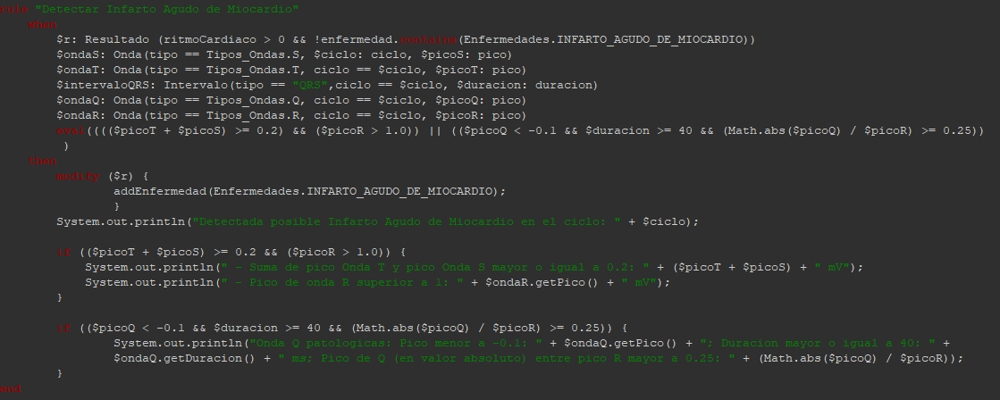 rule "Detectar Infarto Agudo de Miocardio"
when
$r: Resultado (ritmoCardiaco > 0 && !enfermedad.contains(Enfermedades.INFARTO_AGUDO_DE_MIOCARDIO))
$ondaS: Onda(tipo == Tipos_Ondas.S, $ciclo: ciclo, $picoS: pico)
$ondaT: Onda(tipo == Tipos_Ondas.T, ciclo == $ciclo, $picoT: pico)
$intervaloQRS: Intervalo(tipo == "QRS",ciclo == $ciclo, $duracion: duracion)
$ondaQ: Onda(tipo == Tipos_Ondas.Q, ciclo == $ciclo, $picoQ: pico)
$ondaR: Onda(tipo == Tipos_Ondas.R, ciclo == $ciclo, $picoR: pico)
eval(((($picoT + $picoS) >= 0.2) && ($picoR > 1.0)) || (($picoQ < -0.1 && $duracion >= 40 && (Math.abs($picoQ) / $picoR) >= 0.25))
)
then
modify ($r) {
addEnfermedad(Enfermedades.INFARTO_AGUDO_DE_MIOCARDIO);
}
System.out.println("Detectada posible Infarto Agudo de Miocardio en el ciclo: " + $ciclo);
if (($picoT + $picoS) >= 0.2 && ($picoR > 1.0)) {
System.out.println(" - Suma de pico Onda T y pico Onda S mayor o igual a 0.2: " + ($picoT + $picoS) + " mV");
System.out.println(" - Pico de onda R superior a 1: " + $ondaR.getPico() + " mV");
}
if (($picoQ < -0.1 && $duracion >= 40 && (Math.abs($picoQ) / $picoR) >= 0.25)) {
System.out.println("Onda Q patologicas: Pico menor a -0.1: " + $ondaQ.getPico() + "; Duracion mayor o igual a 40: " +
$ondaQ.getDuracion() + " ms; Pico de Q (en valor absoluto) entre pico R mayor a 0.25: " + (Math.abs($picoQ) / $picoR));
}
end